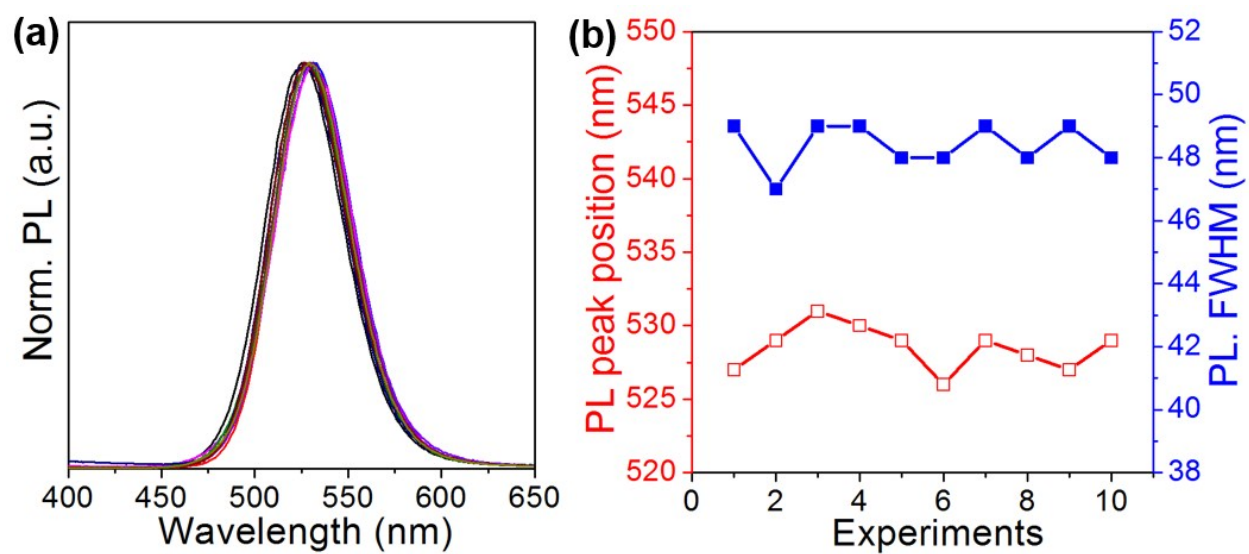 (a)
Norm. PL (a.u.)
400 450 500 550 600 650
Wavelength (nm)
(b)
PL peak position (nm)
550
545
540
535
530
525
520
0 2 4 6 8 10
Experiments
52
50
48
46
44
42
40
38
PL. FWHM (nm)